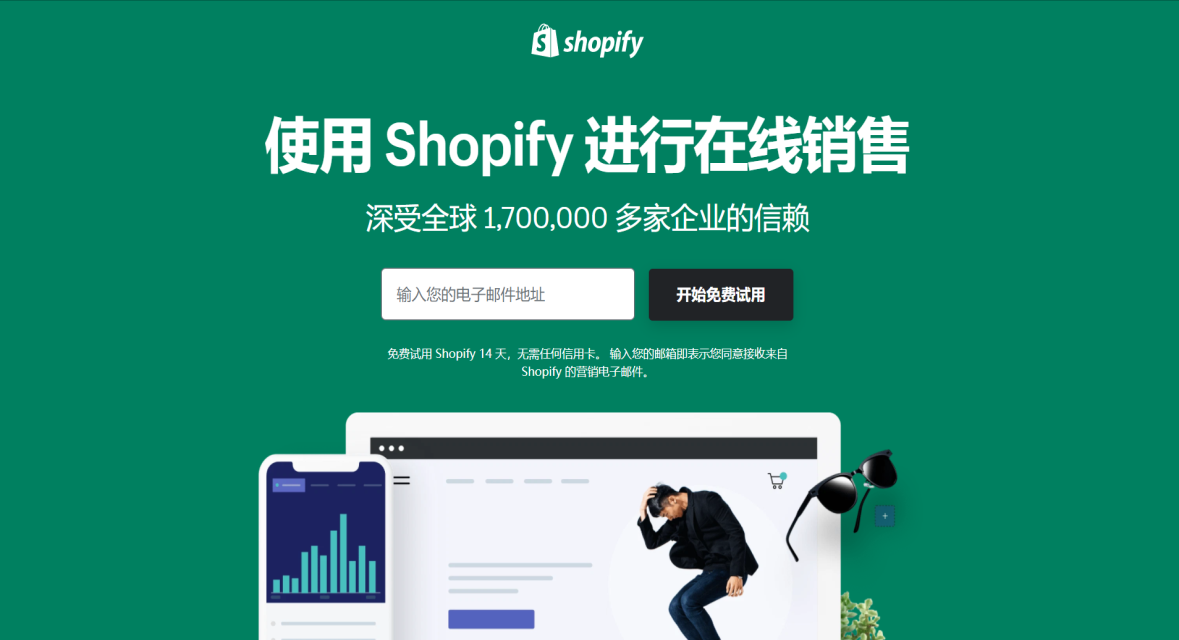 shopify
使用 Shopify 进行在线销售
深受全球 1,700,000 多家企业的信赖
输入您的电子邮件地址
开始免费试用
免费试用 Shopify 14 天，无需任何信用卡。 输入您的邮箱即表示您同意接收来自
Shopify 的营销电子邮件。